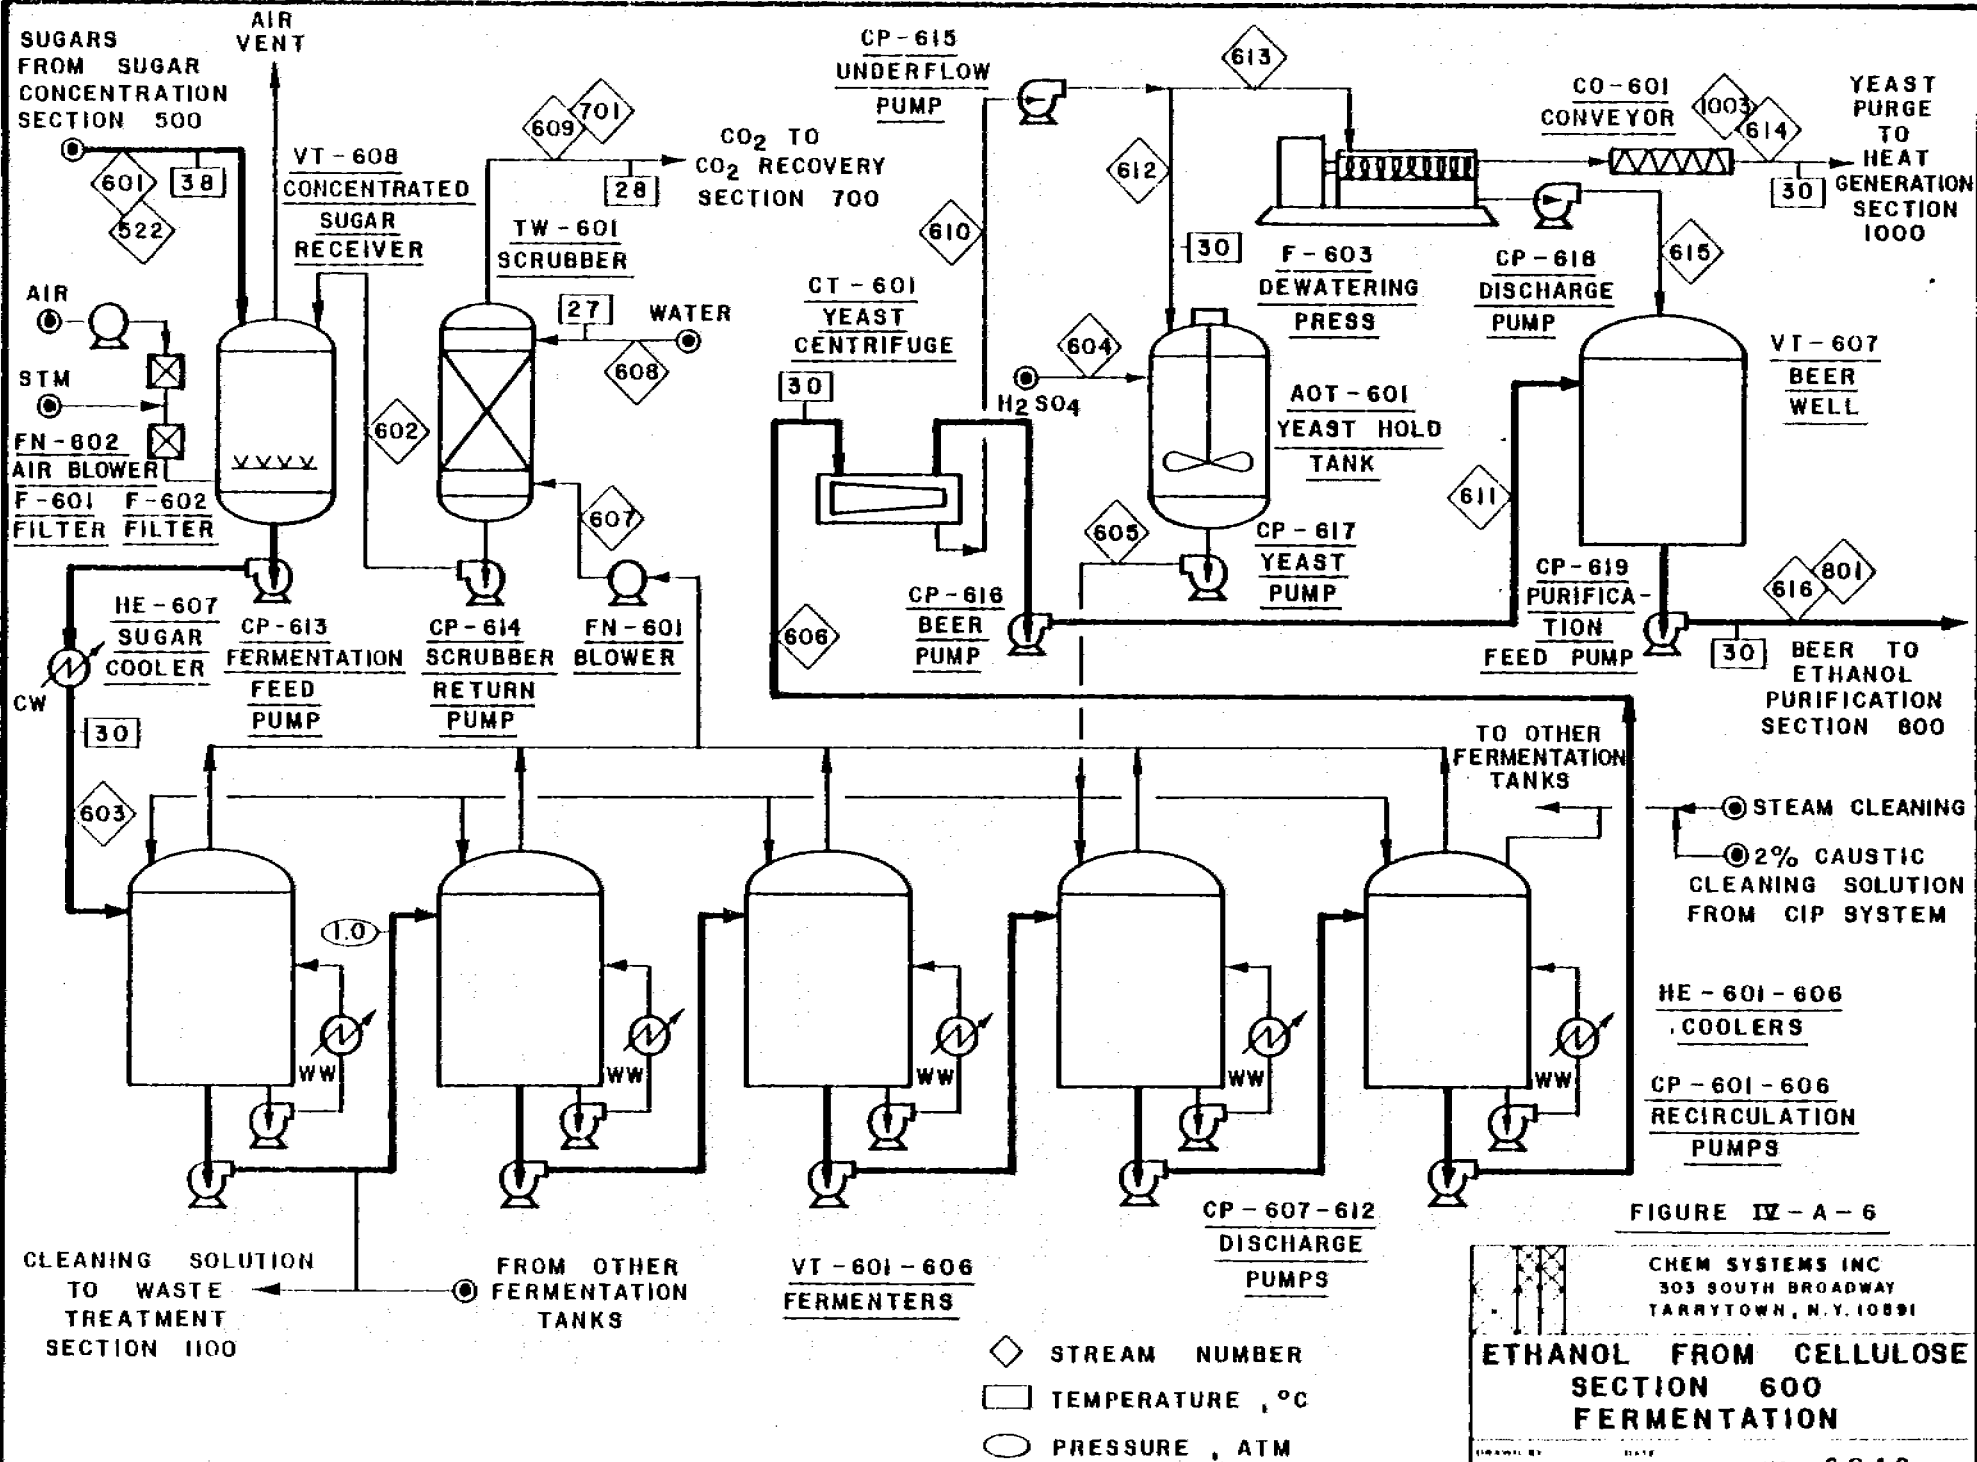 SUGARS
FROM SUGAR
CONCENTRATION
SECTION 500
AIR
VENT
601
522
38
VT-608
CONCENTRATED
SUGAR
RECEIVER
AIR
STM
FN-602
AIR BLOWER
F-601
FILTER
F-602
FILTER
602
609
701
28
CO2 TO
CO2 RECOVERY
SECTION 700
TW-601
SCRUBBER
27
WATER
608
607
HE-607
SUGAR
COOLER
CW
30
603
CP-613
FERMENTATION
FEED
PUMP
CP-614
SCRUBBER
RETURN
PUMP
FN-601
BLOWER
CP-615
UNDERFLOW
PUMP
610
613
612
30
CT-601
YEAST
CENTRIFUGE
30
604
H2SO4
AOT-601
YEAST HOLD
TANK
605
CP-617
YEAST
PUMP
F-603
DEWATERING
PRESS
CP-618
DISCHARGE
PUMP
CO-601
CONVEYOR
1003
614
30
YEAST
PURGE
TO
HEAT
GENERATION
SECTION
1000
615
VT-607
BEER
WELL
611
606
CP-616
BEER
PUMP
CP-619
PURIFICA-
TION
FEED PUMP
616
801
30
BEER TO
ETHANOL
PURIFICATION
SECTION 800
TO OTHER
FERMENTATION
TANKS
STEAM CLEANING
2% CAUSTIC
CLEANING SOLUTION
FROM CIP SYSTEM
1.0
WW
WW
WW
WW
WW
HE-601-606
COOLERS
CP-601-606
RECIRCULATION
PUMPS
CP-607-612
DISCHARGE
PUMPS
VT-601-606
FERMENTERS
CLEANING SOLUTION
TO WASTE
TREATMENT
SECTION 1100
FROM OTHER
FERMENTATION
TANKS
STREAM NUMBER
TEMPERATURE, °C
PRESSURE, ATM
FIGURE IV-A-6
CHEM SYSTEMS INC
303 SOUTH BROADWAY
TARRYTOWN, N.Y. 10591
ETHANOL FROM CELLULOSE
SECTION 600
FERMENTATION
DRAWN BY
DATE